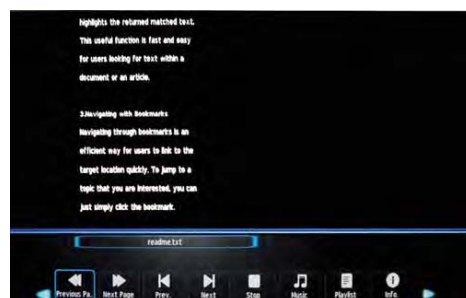 highlights the returned matched text.
This useful function is fast and easy
for users looking for text within a
document or an article.
3.Navigating with Bookmarks
Navigating through bookmarks is an
efficient way for users to link to the
target location quickly. To jump to a
topic that you are interested, you can
just simply click the bookmark.
readme.txt
Previous Pa.. Next Page Prev. Next Stop Music Playlist Info